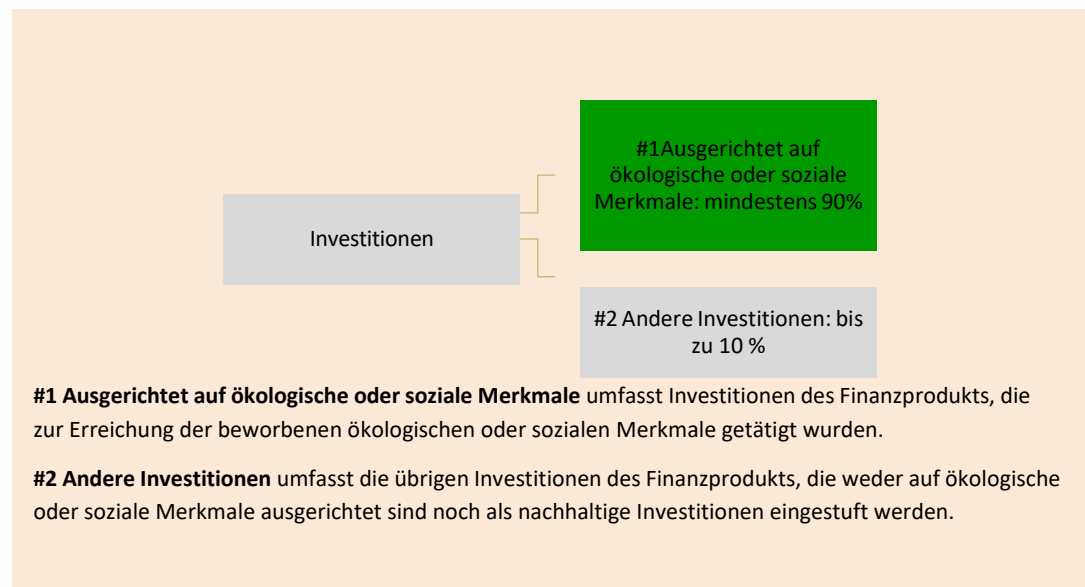 #1Ausgerichtet auf
ökologische oder soziale
Merkmale: mindestens 90%
Investitionen
#2 Andere Investitionen: bis
zu 10 %
#1 Ausgerichtet auf ökologische oder soziale Merkmale umfasst Investitionen des Finanzprodukts, die
zur Erreichung der beworbenen ökologischen oder sozialen Merkmale getätigt wurden.
#2 Andere Investitionen umfasst die übrigen Investitionen des Finanzprodukts, die weder auf ökologische
oder soziale Merkmale ausgerichtet sind noch als nachhaltige Investitionen eingestuft werden.